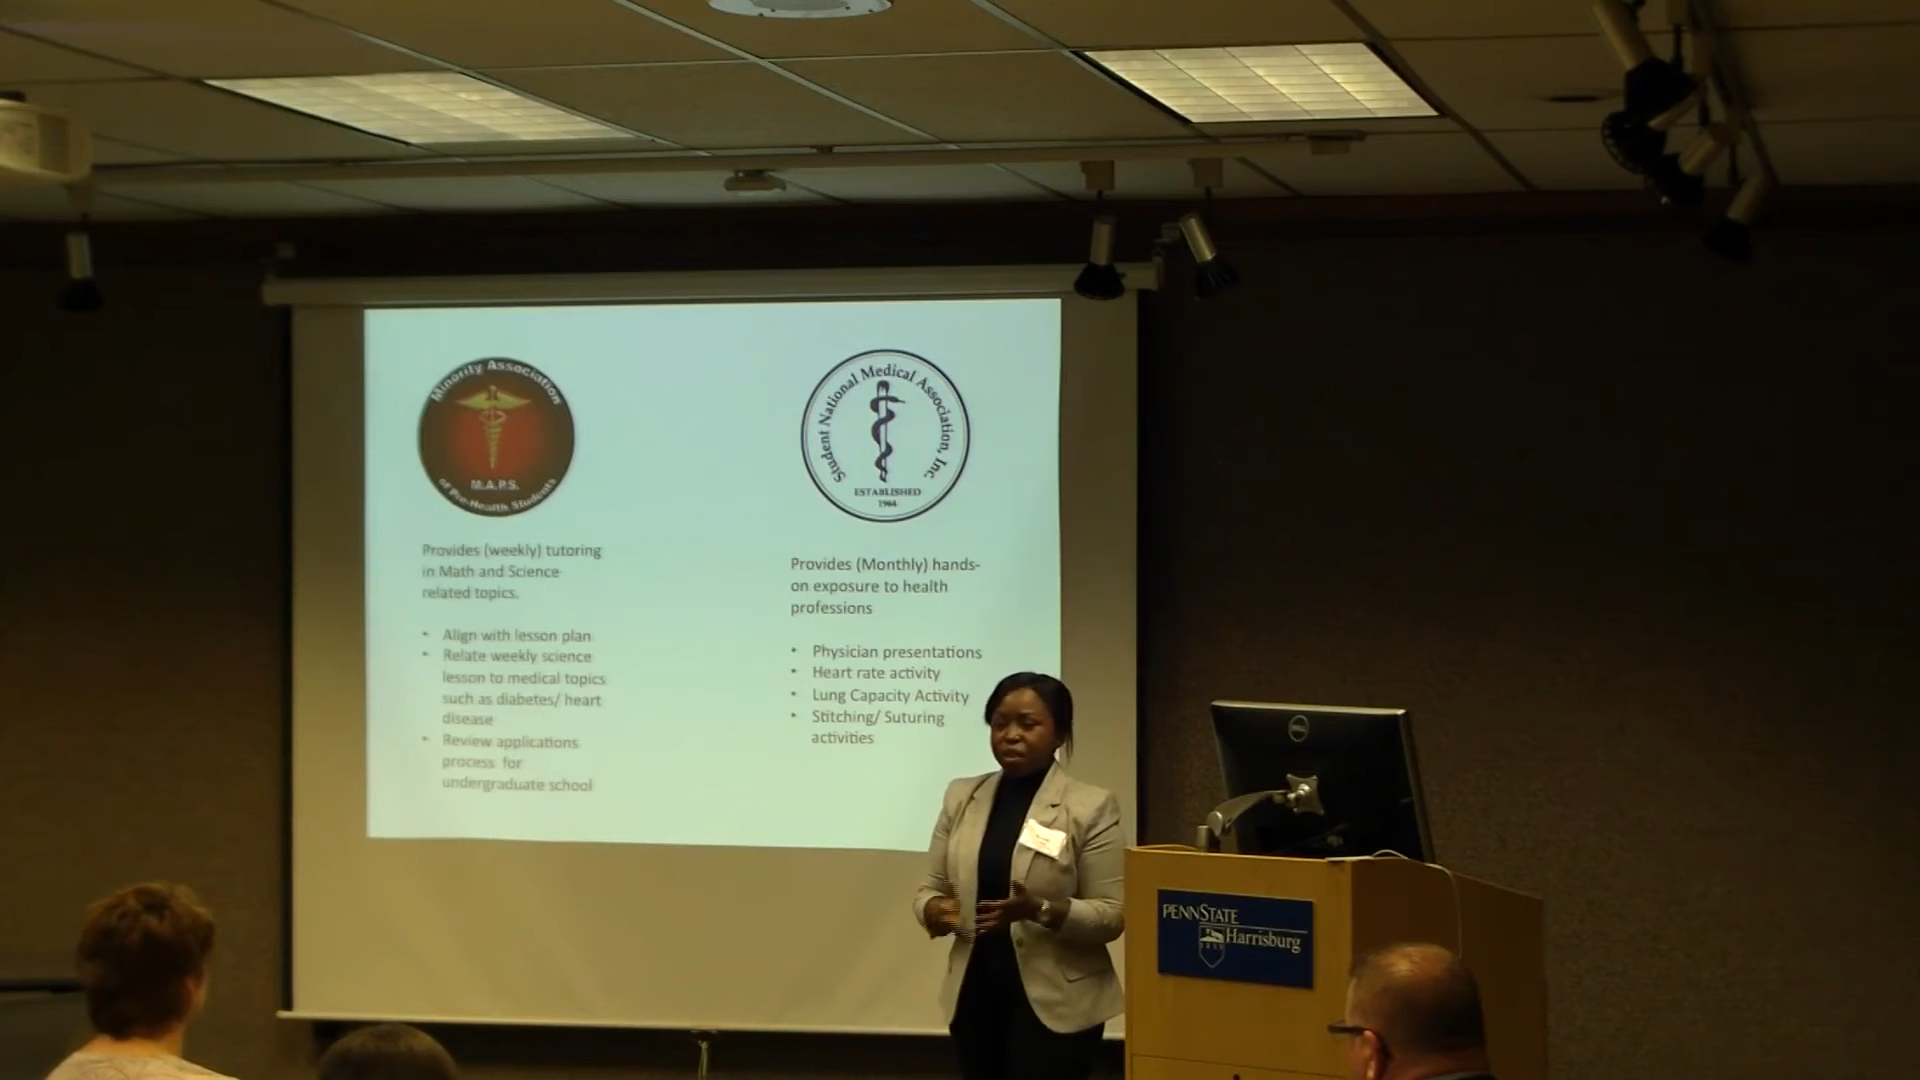 Minority Association
M.A.P.S.
of Pre-Health Students
Provides (weekly) tutoring
in Math and Science
related topics.
• Align with lesson plan
• Relate weekly science
lesson to medical topics
such as diabetes/ heart
disease
• Review applications
process for
undergraduate school
Student National Medical Association, Inc.
ESTABLISHED
1964
Provides (Monthly) hands-
on exposure to health
professions
• Physician presentations
• Heart rate activity
• Lung Capacity Activity
• Stitching/ Suturing
activities
DELL
PENNSTATE
Harrisburg
1855